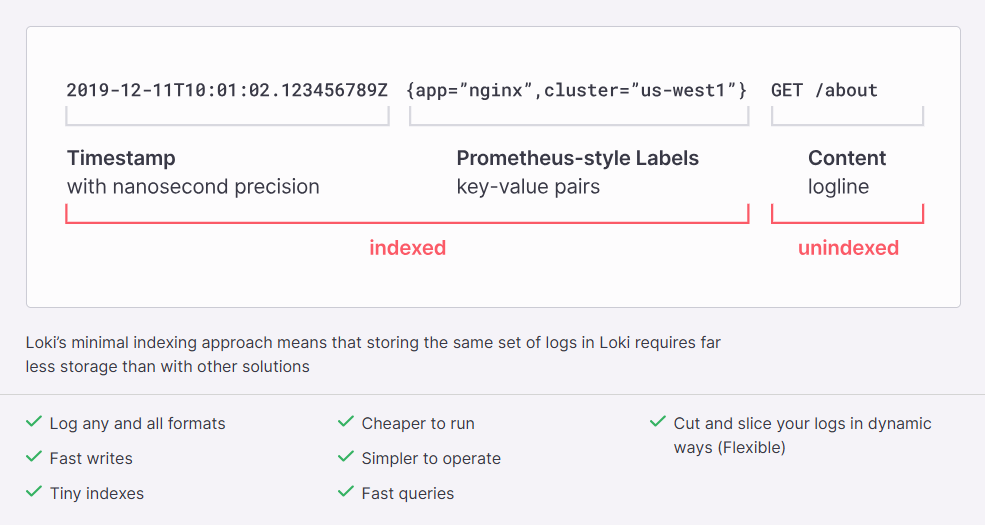 2019-12-11T10:01:02.123456789Z {app=”nginx”,cluster=”us-west1”} GET /about
Timestamp
with nanosecond precision
Prometheus-style Labels
key-value pairs
Content
logline
indexed
unindexed
Loki’s minimal indexing approach means that storing the same set of logs in Loki requires far
less storage than with other solutions
Log any and all formats
Fast writes
Tiny indexes
Cheaper to run
Simpler to operate
Fast queries
Cut and slice your logs in dynamic
ways (Flexible)